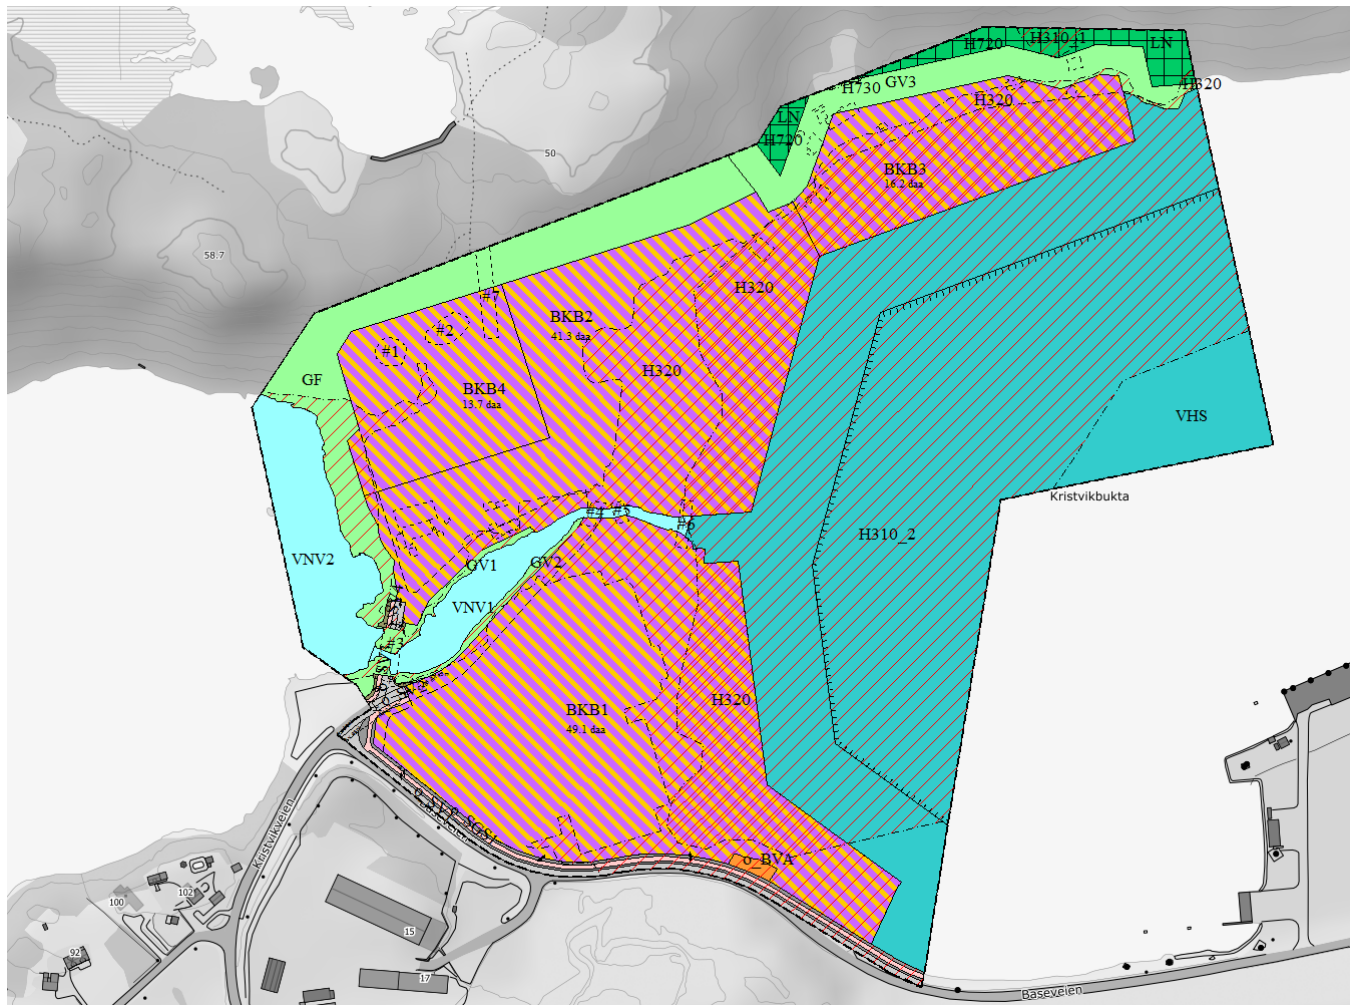 H720
H310_1
LN
H730
GV3
H320
H320
LN
H720
50
BKB3
16.2 daa
58.7
#7
H320
BKB2
41.3 daa
#2
#1
H320
GF
BKB4
13.7 daa
VHS
Kristvikbukta
#4
#5
#6
H310_2
VNV2
GV1
GV2
VNV1
#3
H320
BKB1
49.1 daa
Kristvikveien
o_BVA
102
100
15
92
17
Baseveien